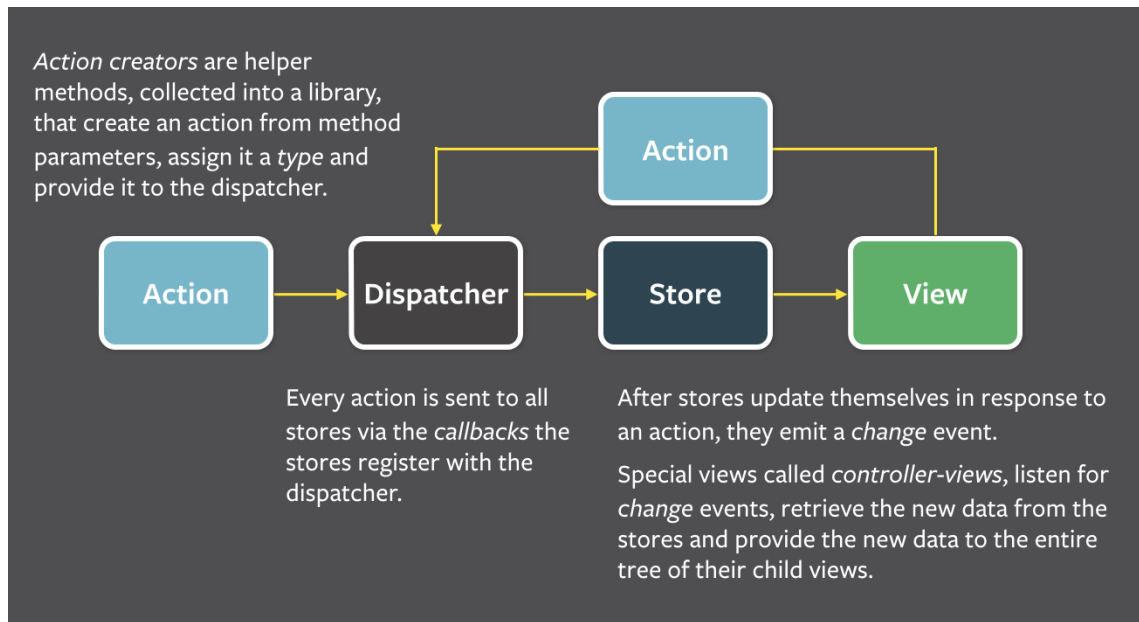 Action creators are helper
methods, collected into a library,
that create an action from method
parameters, assign it a type and
provide it to the dispatcher.
Action
Action
Dispatcher
Store
View
Every action is sent to all
stores via the callbacks the
stores register with the
dispatcher.
After stores update themselves in response to
an action, they emit a change event.
Special views called controller-views, listen for
change events, retrieve the new data from the
stores and provide the new data to the entire
tree of their child views.